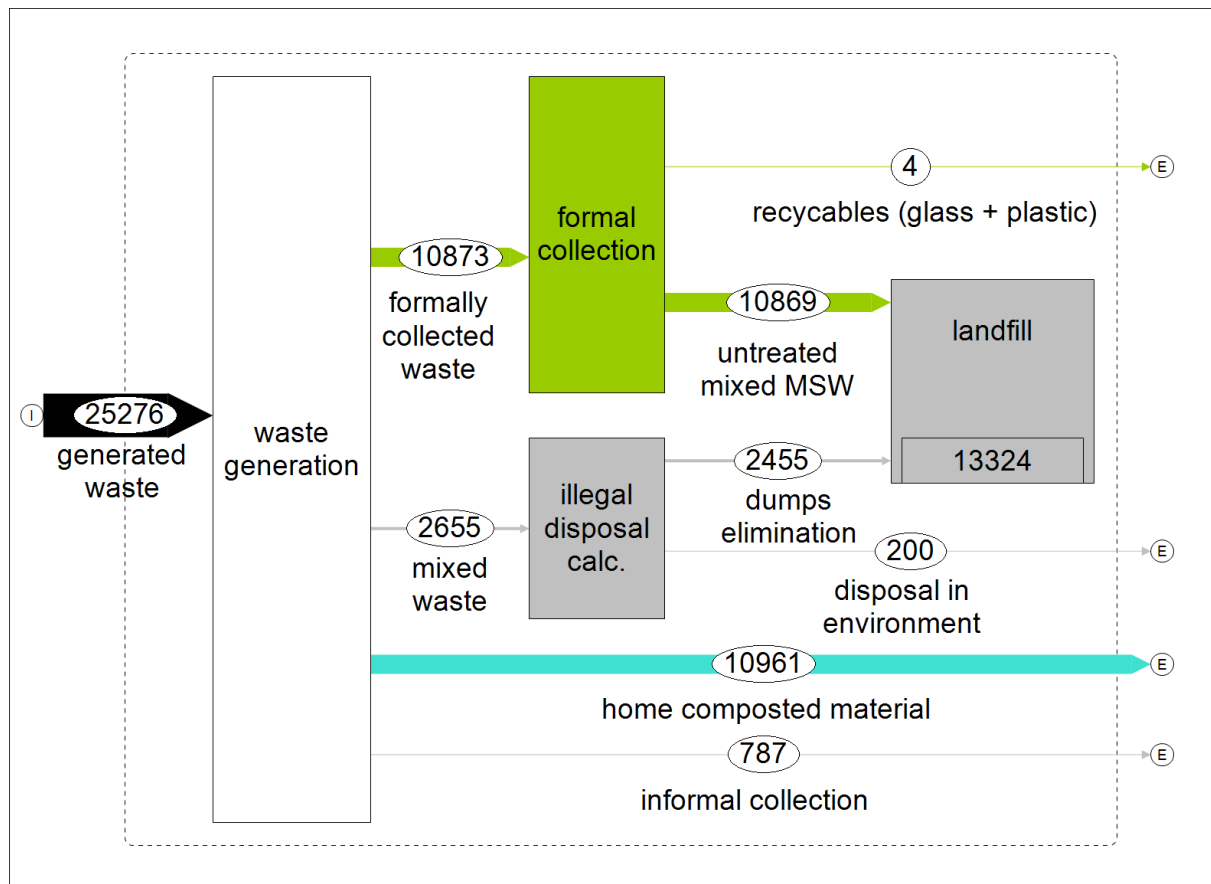 4
E
recycables (glass + plastic)
formal
collection
10873
formally
collected
waste
10869
untreated
mixed MSW
landfill
13324
I
25276
generated
waste
waste
generation
illegal
disposal
calc.
2455
dumps
elimination
2655
mixed
waste
200
E
disposal in
environment
10961
E
home composted material
787
E
informal collection